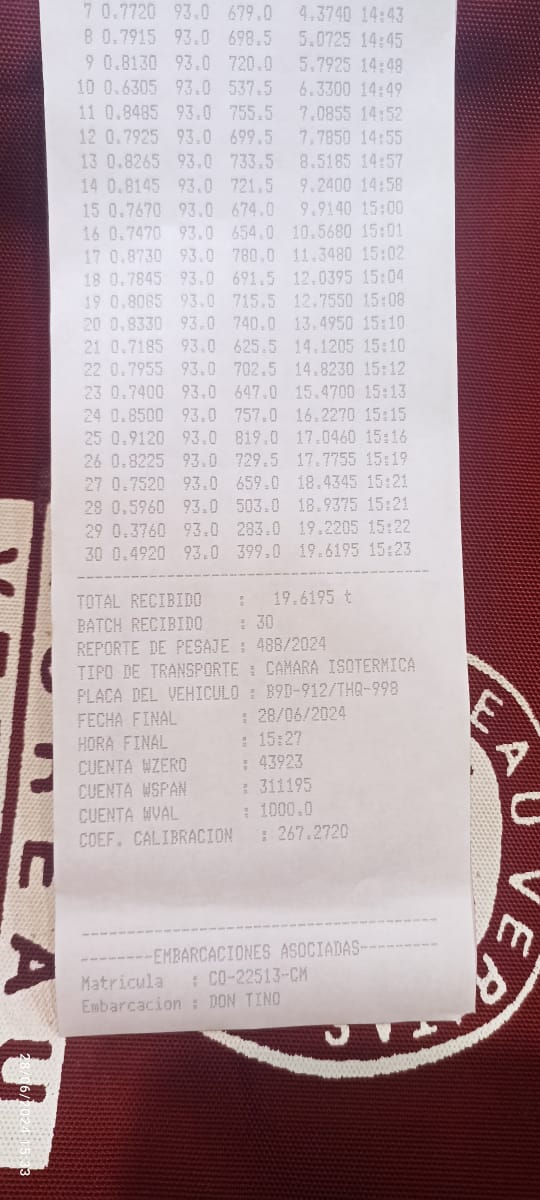 7 0.7720 93.0 679.0 4.3740 14:43
8 0.7915 93.0 698.5 5.0725 14:45
9 0.8130 93.0 720.0 5.7925 14:48
10 0.6305 93.0 537.5 6.3300 14:49
11 0.8485 93.0 755.5 7.0855 14:52
12 0.7925 93.0 699.5 7.7850 14:55
13 0.8265 93.0 733.5 8.5185 14:57
14 0.8145 93.0 721.5 9.2400 14:58
15 0.7670 93.0 674.0 9.9140 15:00
16 0.7470 93.0 654.0 10.5680 15:01
17 0.8730 93.0 780.0 11.3480 15:02
18 0.7845 93.0 691.5 12.0395 15:04
19 0.8085 93.0 715.5 12.7550 15:08
20 0.8330 93.0 740.0 13.4950 15:10
21 0.7185 93.0 625.5 14.1205 15:10
22 0.7955 93.0 702.5 14.8230 15:12
23 0.7400 93.0 647.0 15.4700 15:13
24 0.8500 93.0 757.0 16.2270 15:15
25 0.9120 93.0 819.0 17.0460 15:16
26 0.8225 93.0 729.5 17.7755 15:19
27 0.7520 93.0 659.0 18.4345 15:21
28 0.5960 93.0 503.0 18.9375 15:21
29 0.3760 93.0 283.0 19.2205 15:22
30 0.4920 93.0 399.0 19.6195 15:23
--------------------------------------
TOTAL RECIBIDO : 19.6195 t
BATCH RECIBIDO : 30
REPORTE DE PESAJE : 488/2024
TIPO DE TRANSPORTE : CAMARA ISOTERMICA
PLACA DEL VEHICULO : B9D-912/THQ-998
FECHA FINAL : 28/06/2024
HORA FINAL : 15:27
CUENTA WZERO : 43923
CUENTA WSPAN : 311195
CUENTA WVAL : 1000.0
COEF. CALIBRACION : 267.2720
--------------------------------------
--------EMBARCACIONES ASOCIADAS---------
Matricula : CO-22513-CM
Embarcacion : DON TINO